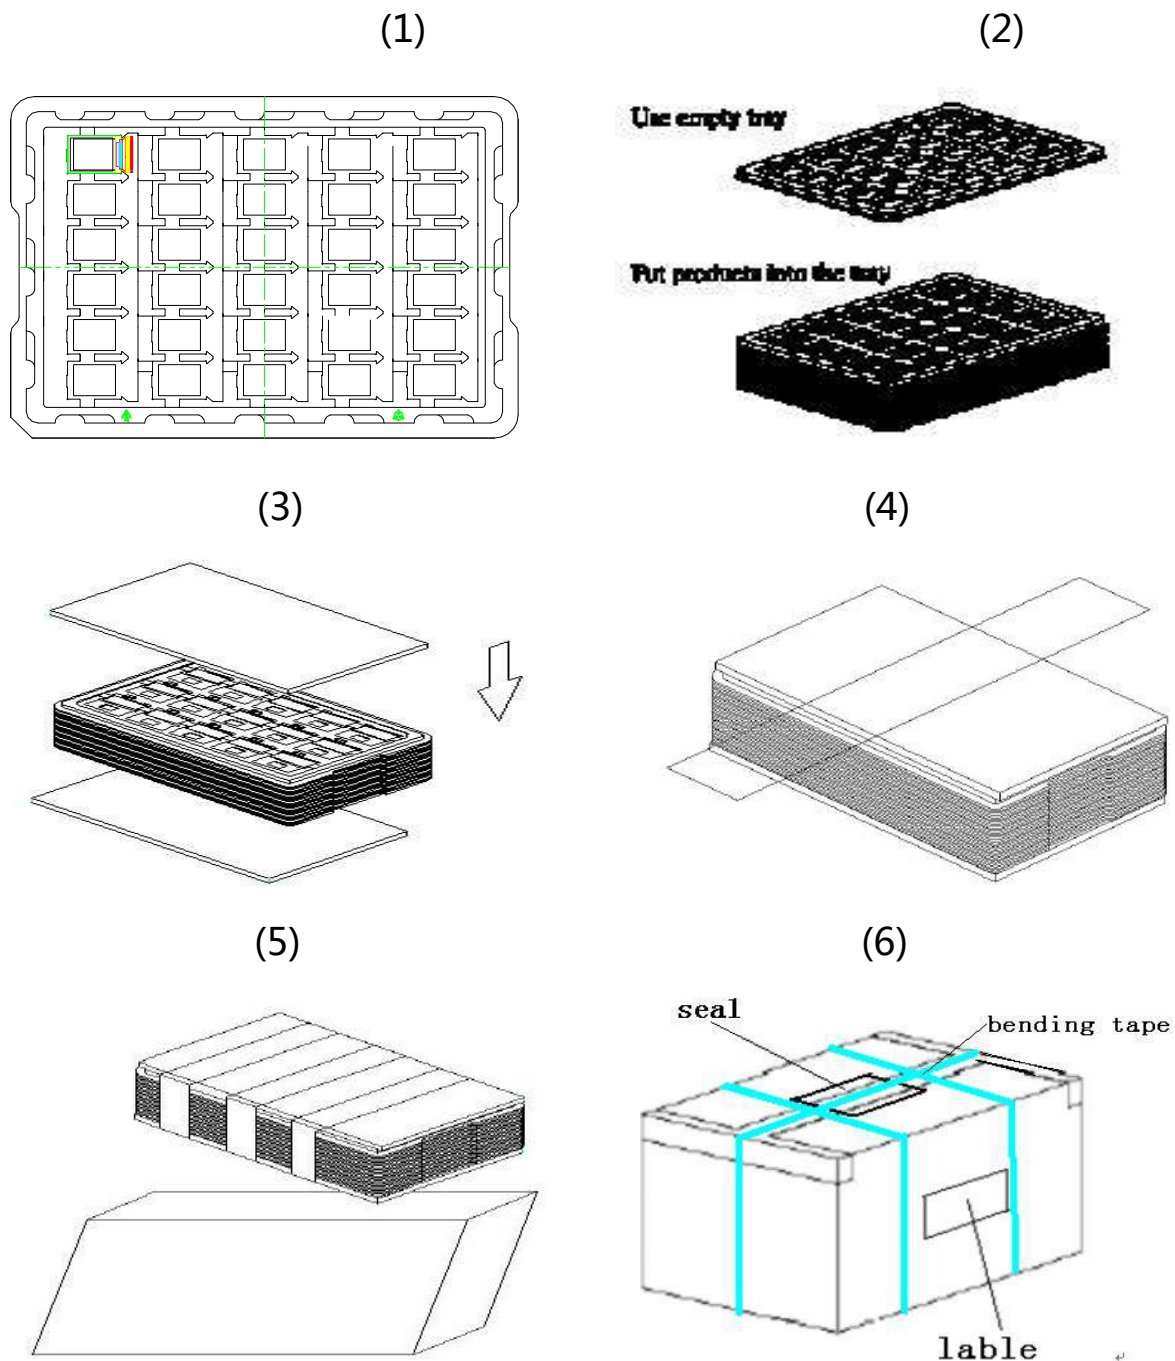 (1)
(2)
Use empty tray
Put products into the tray
(3)
(4)
(5)
(6)
seal
bending tape
lable